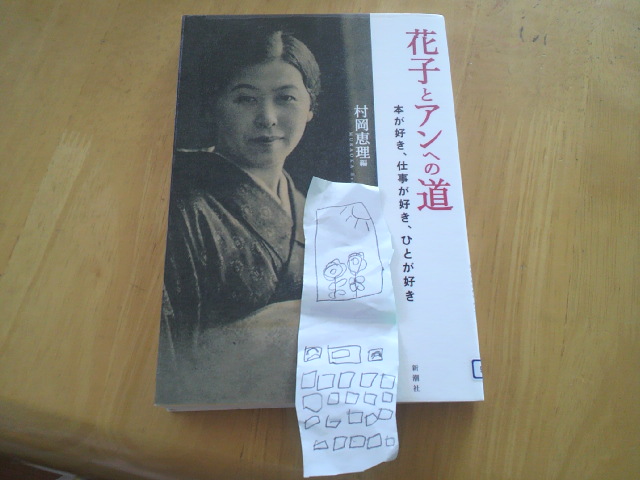 花子とアンへの道
本が好き、仕事が好き、ひとが好き
村岡恵理 編
新潮社